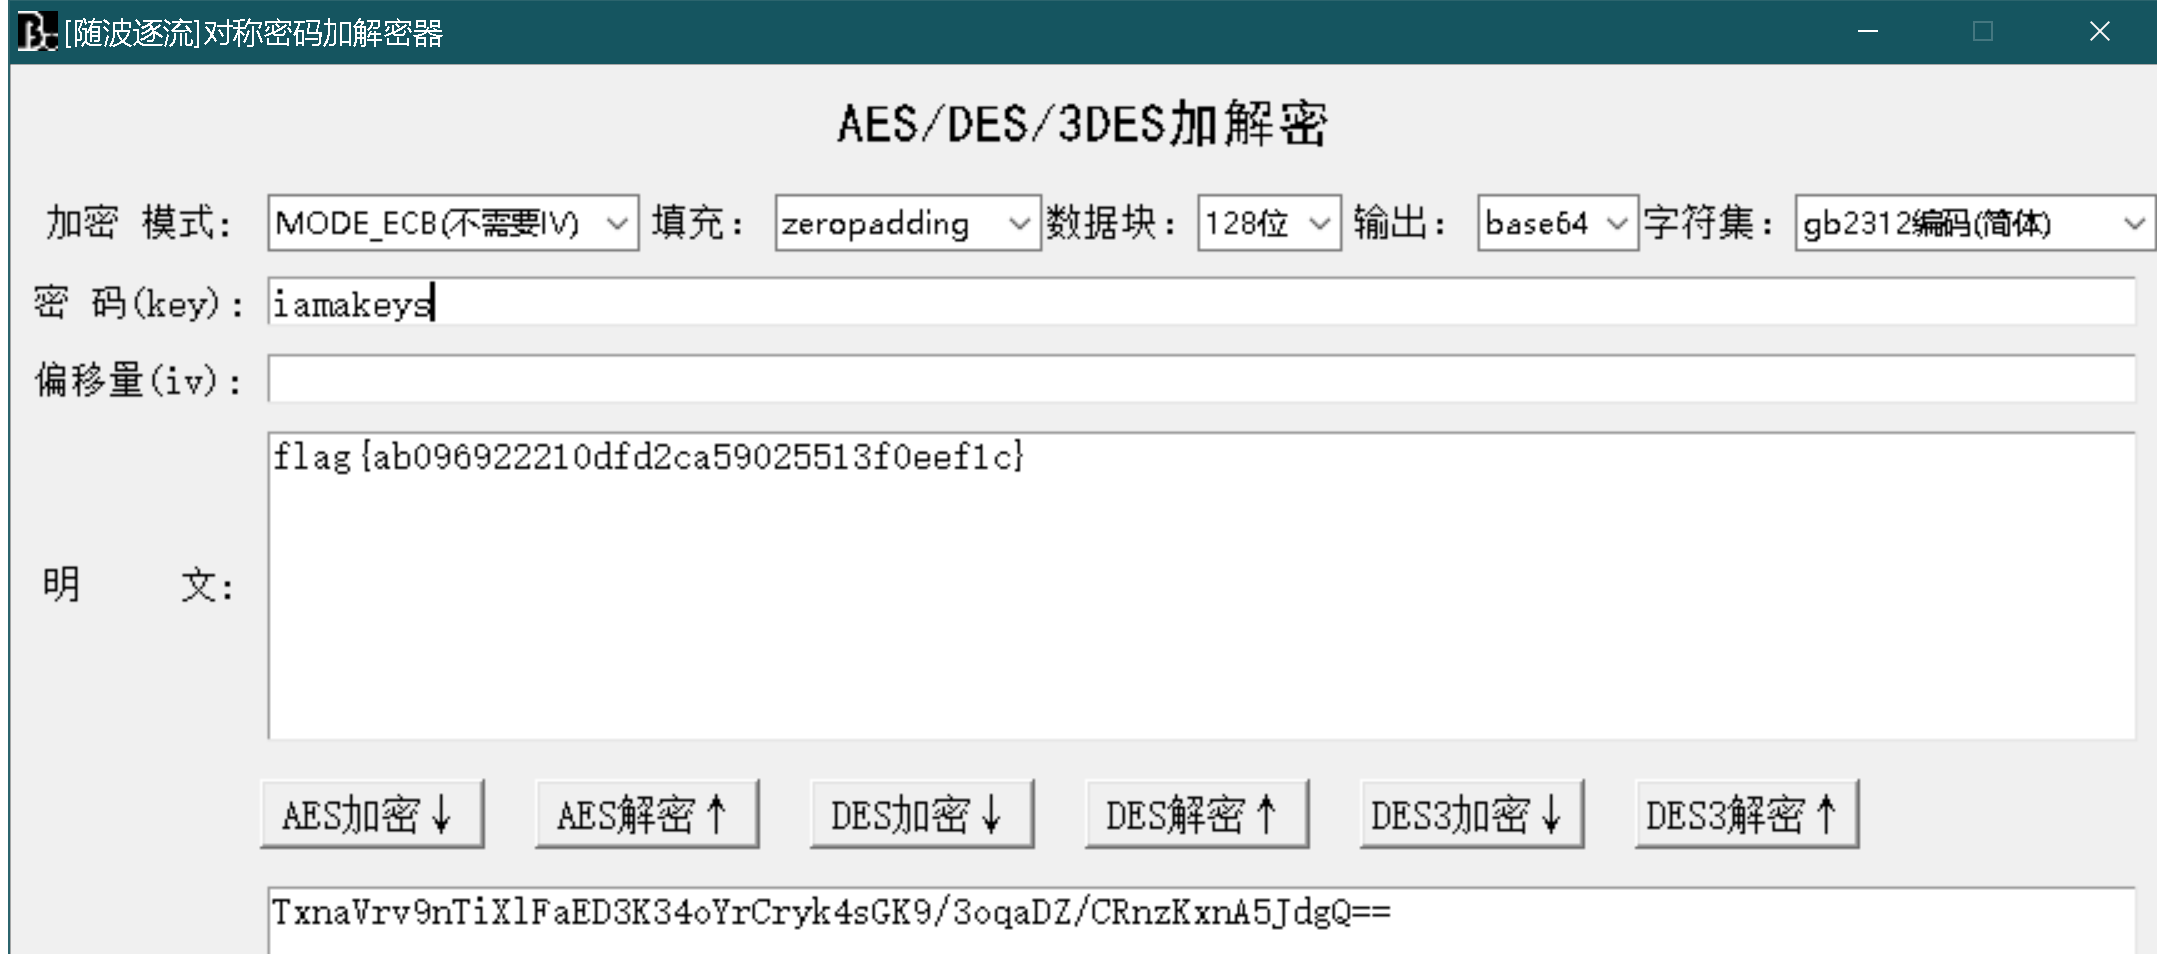 [随波逐流]对称密码加解密器
AES/DES/3DES加解密
加密 模式: MODE_ECB(不需要IV) 填充: zeropadding 数据块: 128位 输出: base64 字符集: gb2312编码(简体)
密 码(key): iamakeys
偏移量(iv):
flag{ab096922210dfd2ca59025513f0eef1c}
明 文:
AES加密↓ AES解密↑ DES加密↓ DES解密↑ DES3加密↓ DES3解密↑
TxnaVrv9nTiXlFaED3K34oYrCryk4sGK9/3oqaDZ/CRnzKxnA5JdgQ==